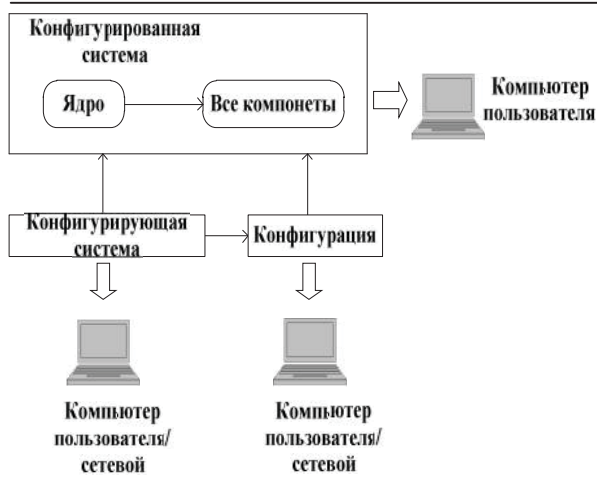 Конфигурированная
система
Ядро
Все компонеты
Компьютер
пользователя
Конфигурирующая
система
Конфигурация
Компьютер
пользователя/
сетевой
Компьютер
пользователя/
сетевой